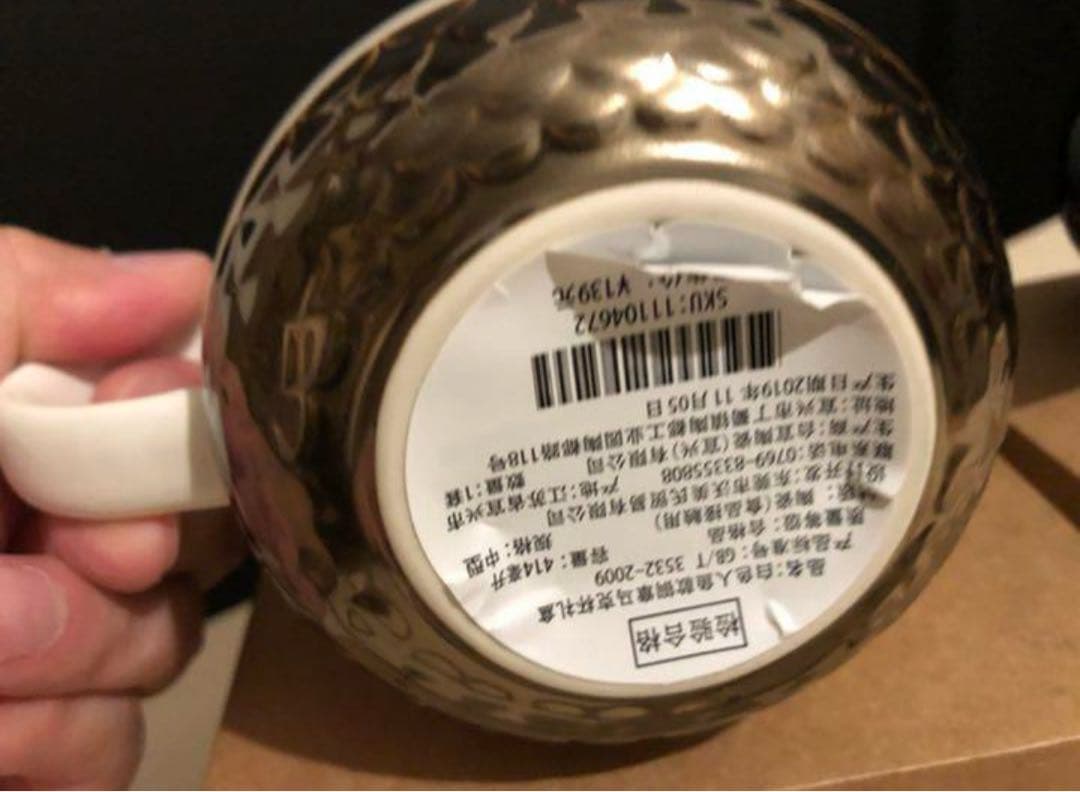 检验合格
品名:白色人鱼款铜章马克杯礼盒
产品标准号: GB/T 3532-2009
质量等级: 合格品 容量: 414毫升
陶瓷(食品接触用) 规格: 中型
设计开发: 东莞市沃美氏贸易有限公司
联系电话:0769-83355808 产地:江苏省宜兴市
生产商: 台宜陶瓷(宜兴)有限公司 数量:1套
地址: 宜兴市丁蜀镇陶都工业园陶都路118号
生产日期2019年 11月05 日
SKU:11104672
价: ¥139元